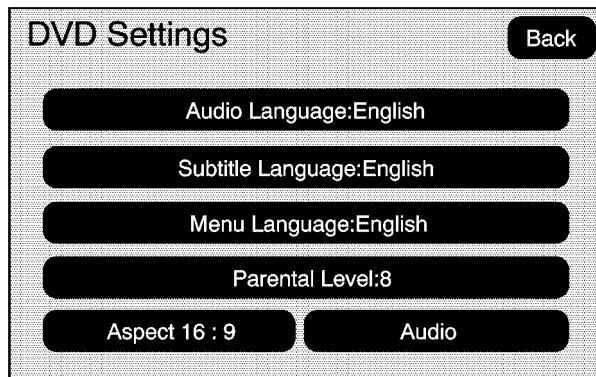 DVD Settings
Back
Audio Language:English
Subtitle Language:English
Menu Language:English
Parental Level:8
Aspect 16 : 9
Audio